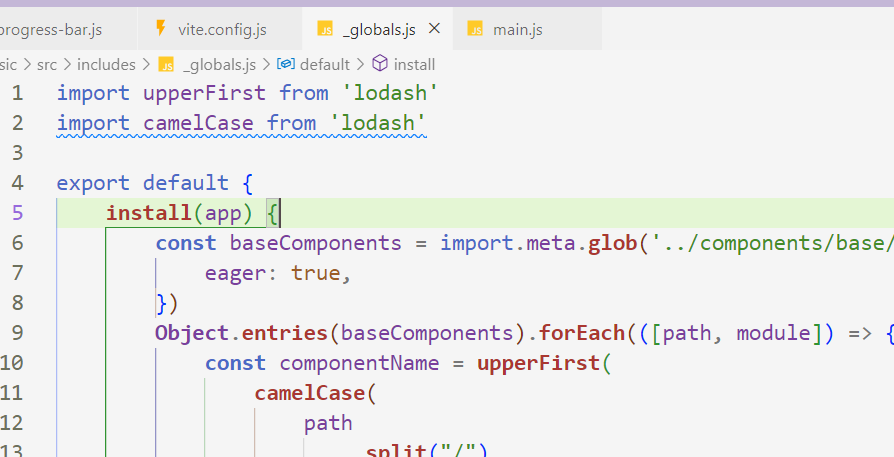 progress-bar.js vite.config.js JS _globals.js × JS main.js
sic > src > includes > JS _globals.js > default > install
1 import upperFirst from 'lodash'
2 import camelCase from 'lodash'
3
4 export default {
5 install(app) {
6 const baseComponents = import.meta.glob('../components/base/
7 eager: true,
8 })
9 Object.entries(baseComponents).forEach(([path, module]) => {
10 const componentName = upperFirst(
11 camelCase(
12 path
13 split("/")